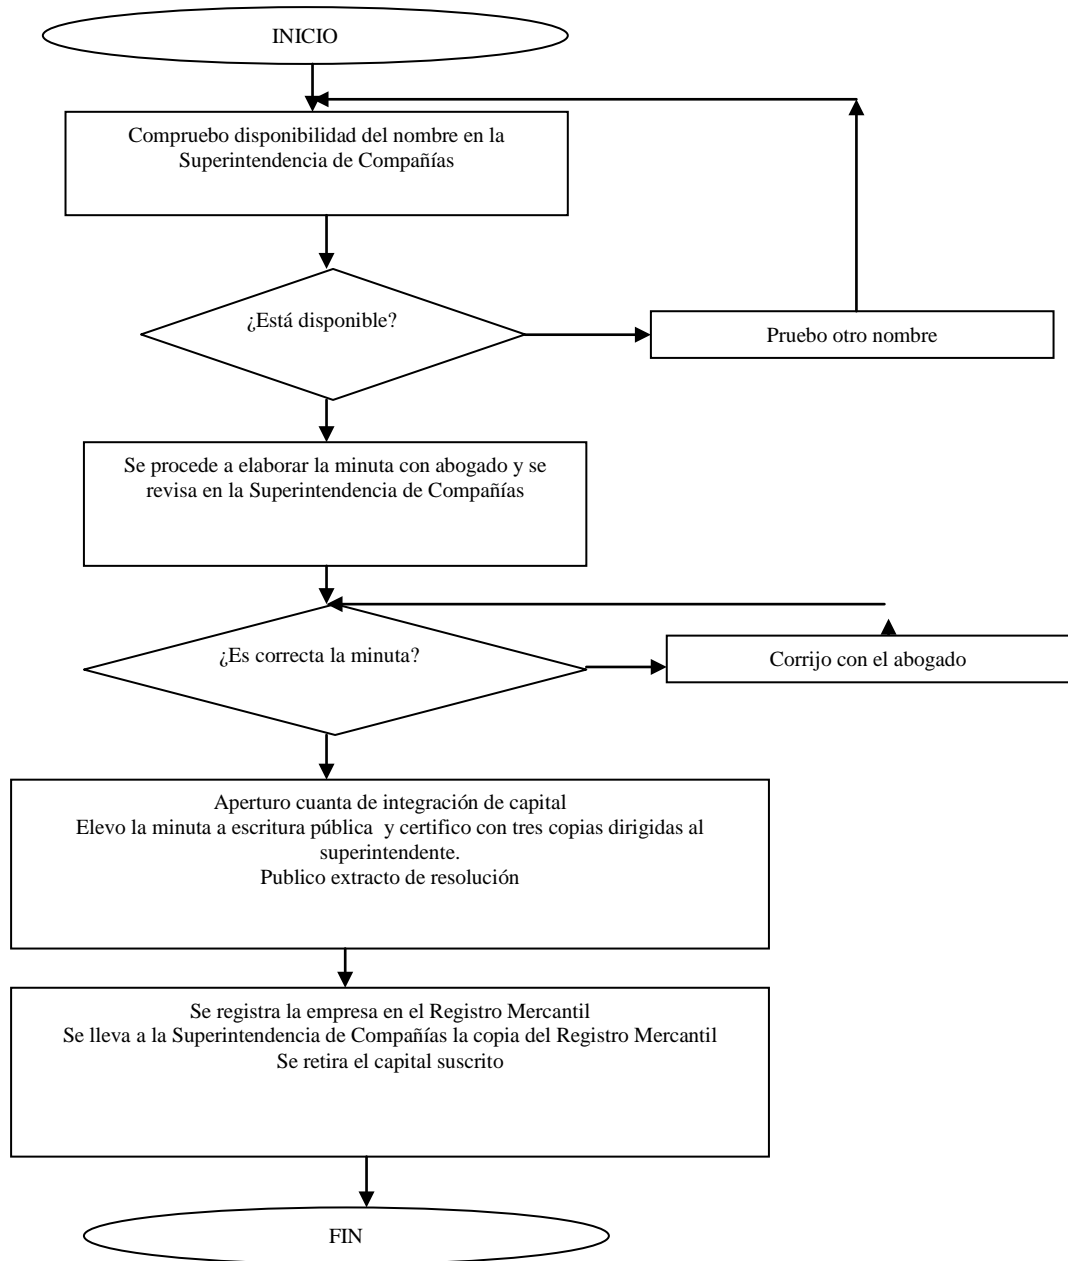 INICIO
Compruebo disponibilidad del nombre en la
Superintendencia de Compañías
¿Está disponible?
Pruebo otro nombre
Se procede a elaborar la minuta con abogado y se
revisa en la Superintendencia de Compañías
¿Es correcta la minuta?
Corrijo con el abogado
Aperturo cuanta de integración de capital
Elevo la minuta a escritura pública  y certifico con tres copias dirigidas al
superintendente.
Publico extracto de resolución
Se registra la empresa en el Registro Mercantil
Se lleva a la Superintendencia de Compañías la copia del Registro Mercantil
Se retira el capital suscrito
FIN